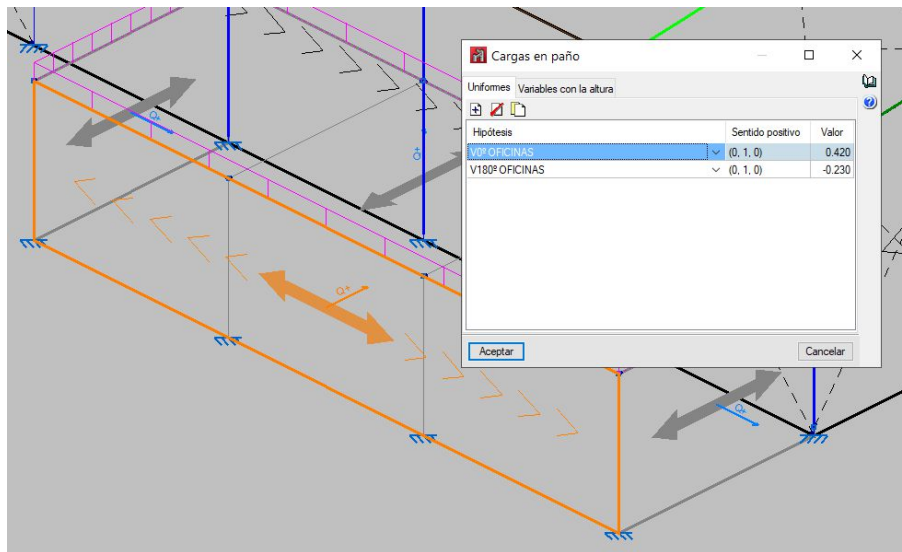 Cargas en paño
Uniformes Variables con la altura
Hipótesis Sentido positivo Valor
V0º OFICINAS (0, 1, 0) 0.420
V180º OFICINAS (0, 1, 0) -0.230
Aceptar Cancelar
Q+
Q+
Q+
Q+